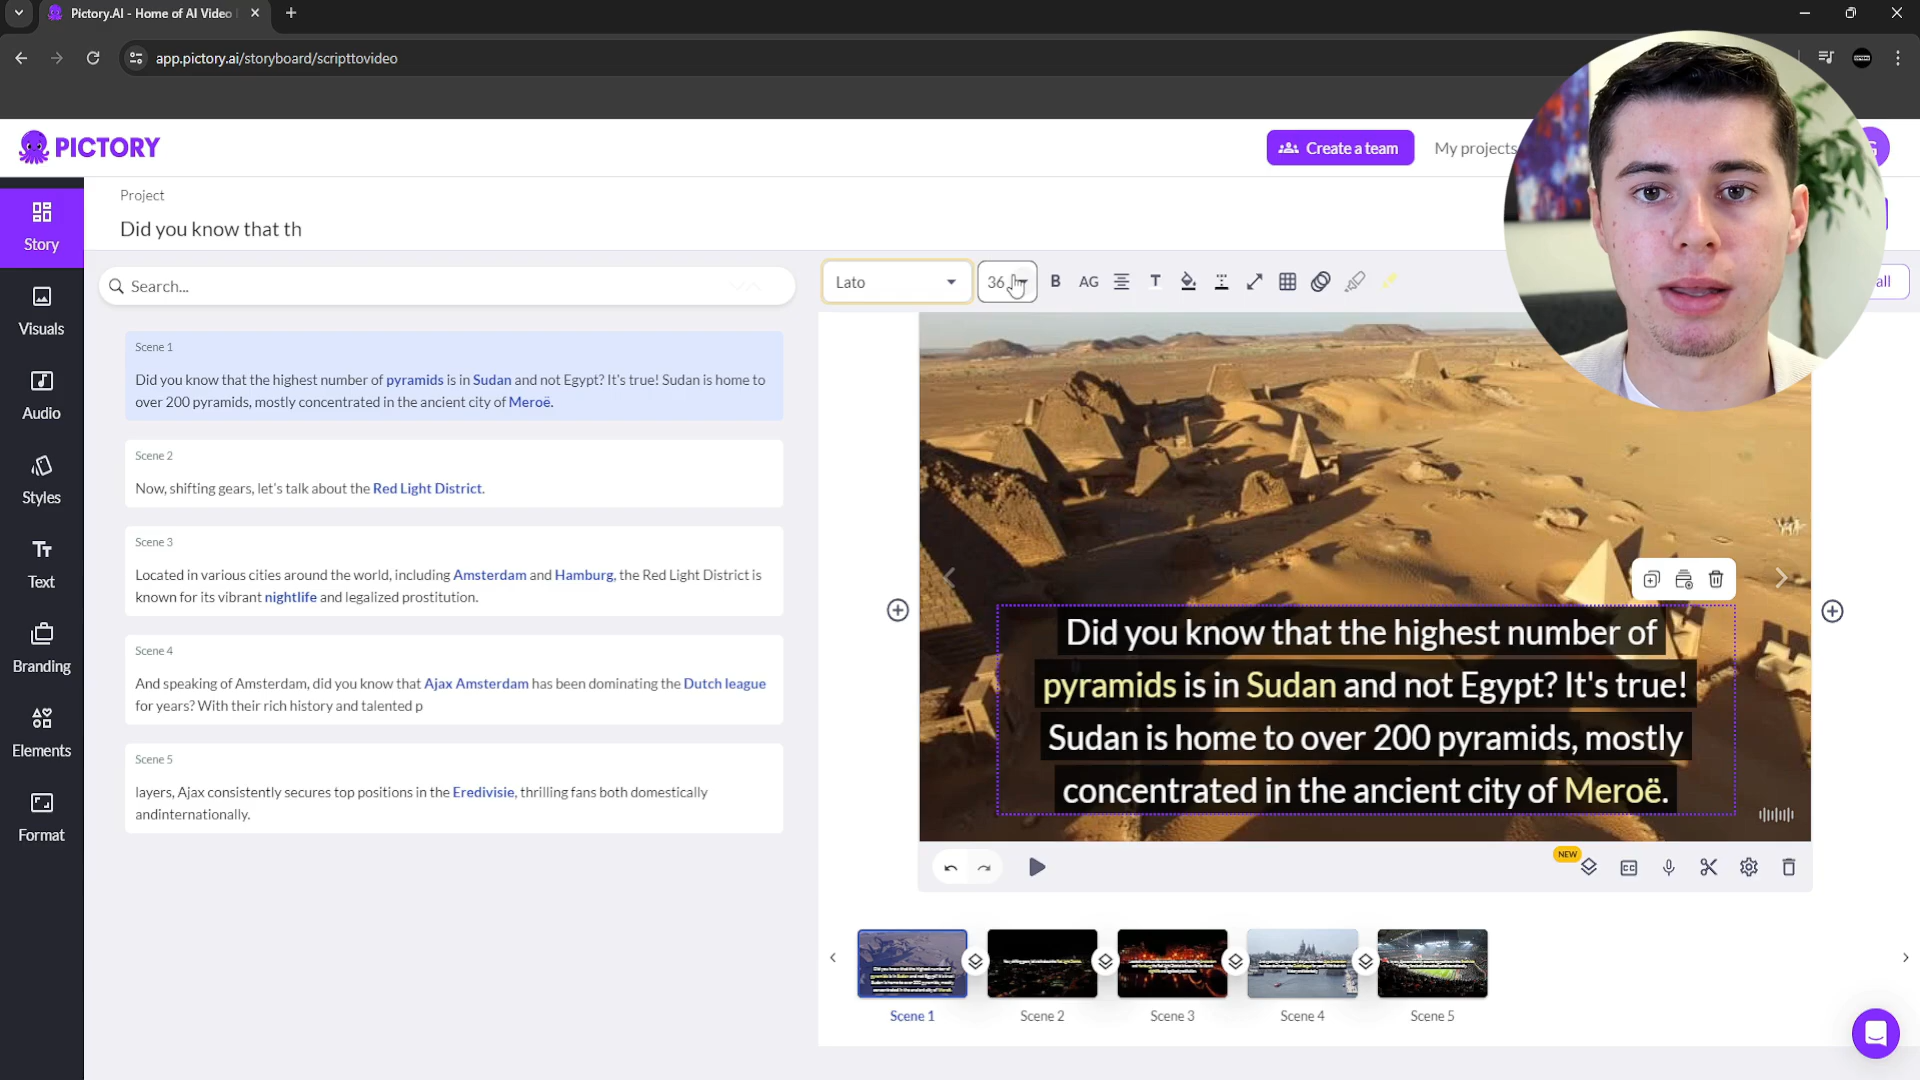 Pictory.AI - Home of AI Video
app.pictory.ai/storyboard/scripttovideo
PICTORY
Create a team
My projects
Project
Did you know that th
Story
Visuals
Audio
Styles
Text
Branding
Elements
Format
Search...
Lato
36
B
AG
T
all
Scene 1
Did you know that the highest number of pyramids is in Sudan and not Egypt? It's true! Sudan is home to
over 200 pyramids, mostly concentrated in the ancient city of Meroë.
Scene 2
Now, shifting gears, let's talk about the Red Light District.
Scene 3
Located in various cities around the world, including Amsterdam and Hamburg, the Red Light District is
known for its vibrant nightlife and legalized prostitution.
Scene 4
And speaking of Amsterdam, did you know that Ajax Amsterdam has been dominating the Dutch league
for years? With their rich history and talented p
Scene 5
layers, Ajax consistently secures top positions in the Eredivisie, thrilling fans both domestically
andinternationally.
Did you know that the highest number of
pyramids is in Sudan and not Egypt? It's true!
Sudan is home to over 200 pyramids, mostly
concentrated in the ancient city of Meroë.
NEW
CC
Scene 1
Scene 2
Scene 3
Scene 4
Scene 5